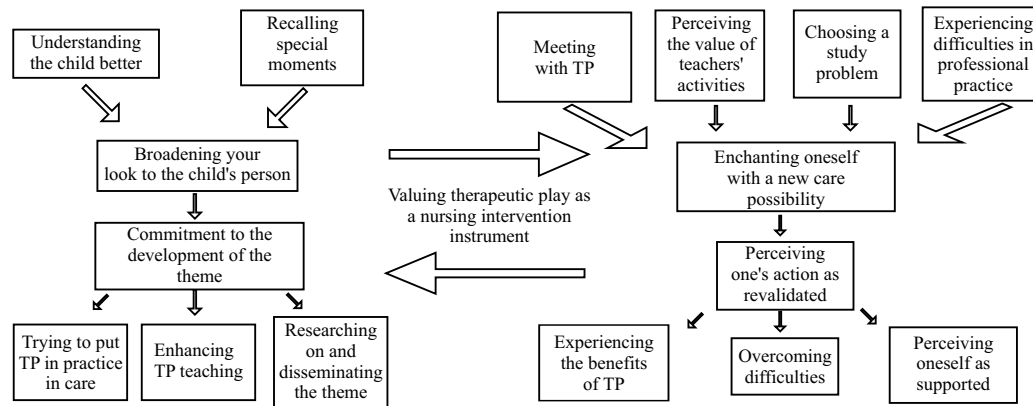 Understanding
the child better
Recalling
special
moments
Broadening your
look to the child's person
Commitment to the
development of the
theme
Trying to put
TP in practice
in care
Enhancing
TP teaching
Researching
on and
disseminating
the theme
Valuing therapeutic play as
a nursing intervention
instrument
Meeting
with TP
Perceiving
the value of
teachers'
activities
Choosing a
study
problem
Experiencing
difficulties in
professional
practice
Enchanting oneself
with a new care
possibility
Perceiving
one's action as
revalidated
Experiencing
the benefits
of TP
Overcoming
difficulties
Perceiving
oneself as
supported